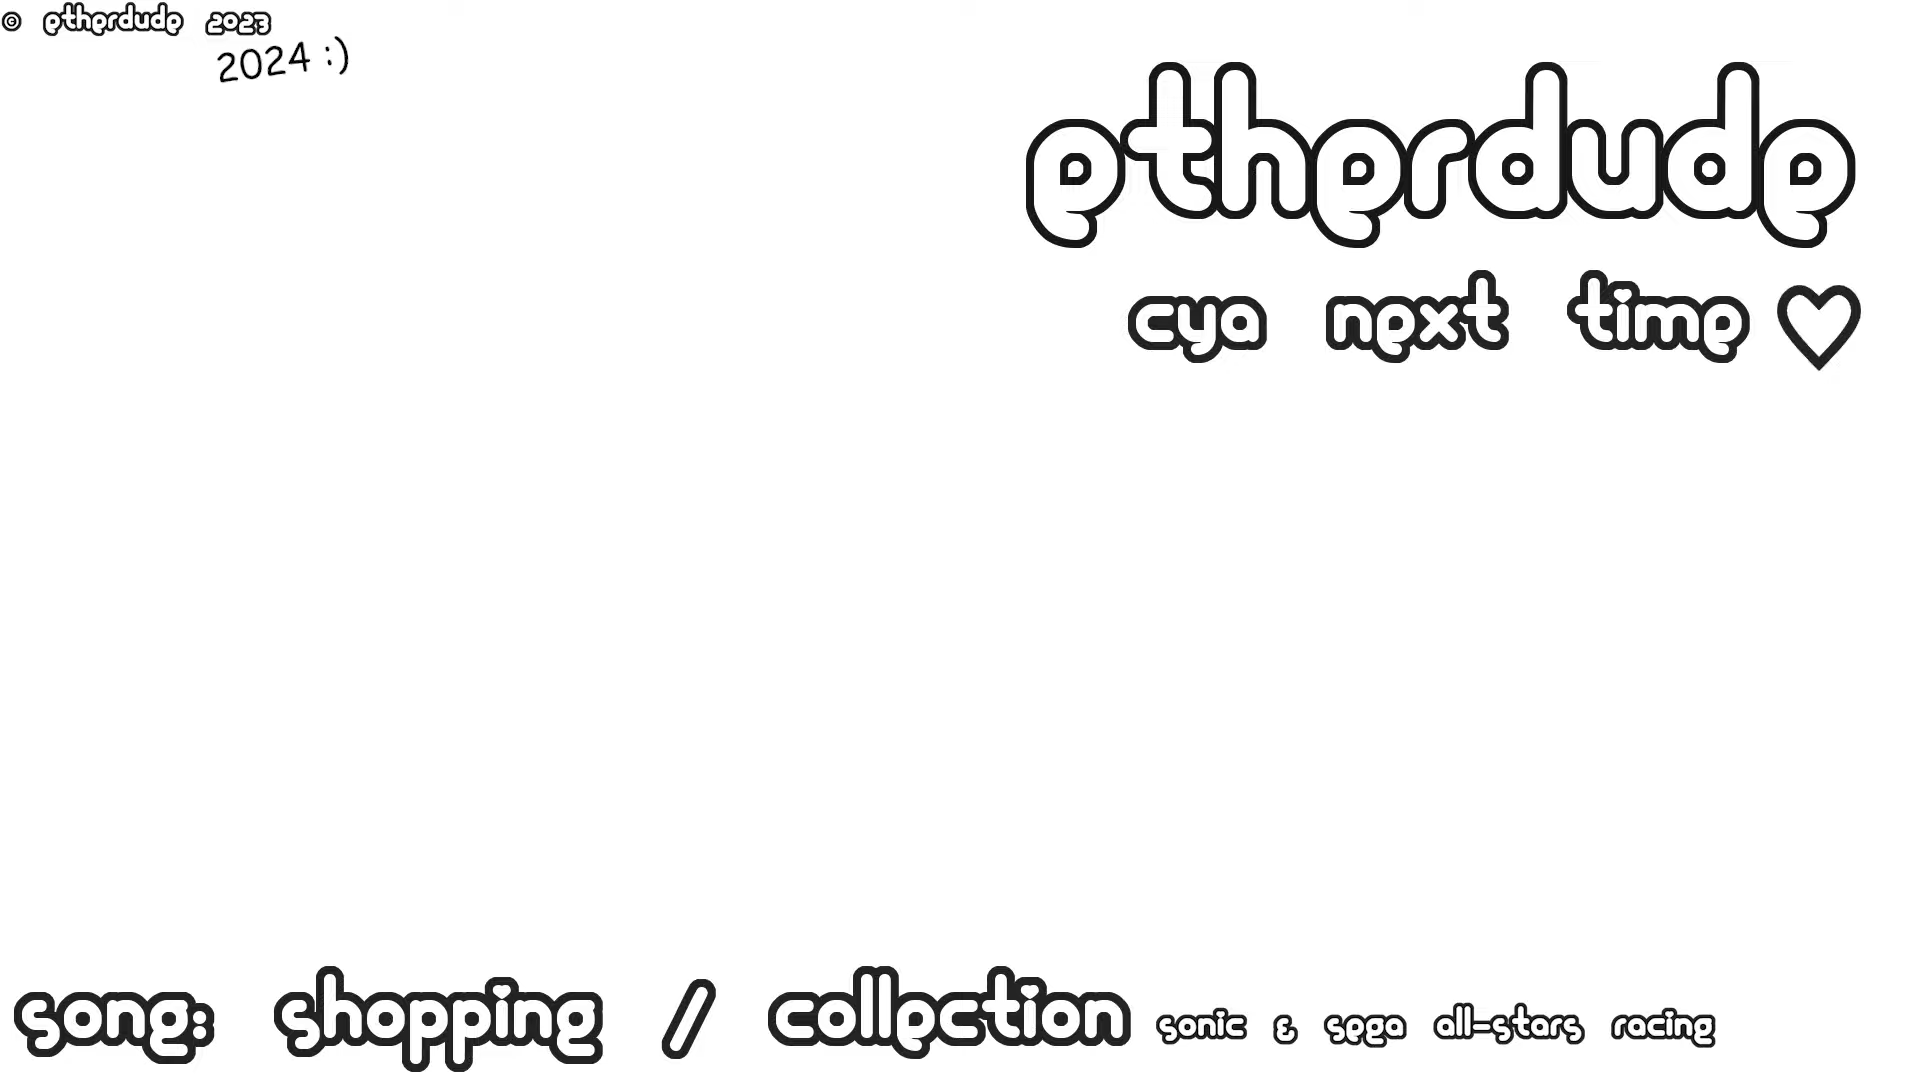 © etherdude 2023
2024 :)
etherdude
cya next time ♡
song: shopping / collection sonic & sega all-stars racing